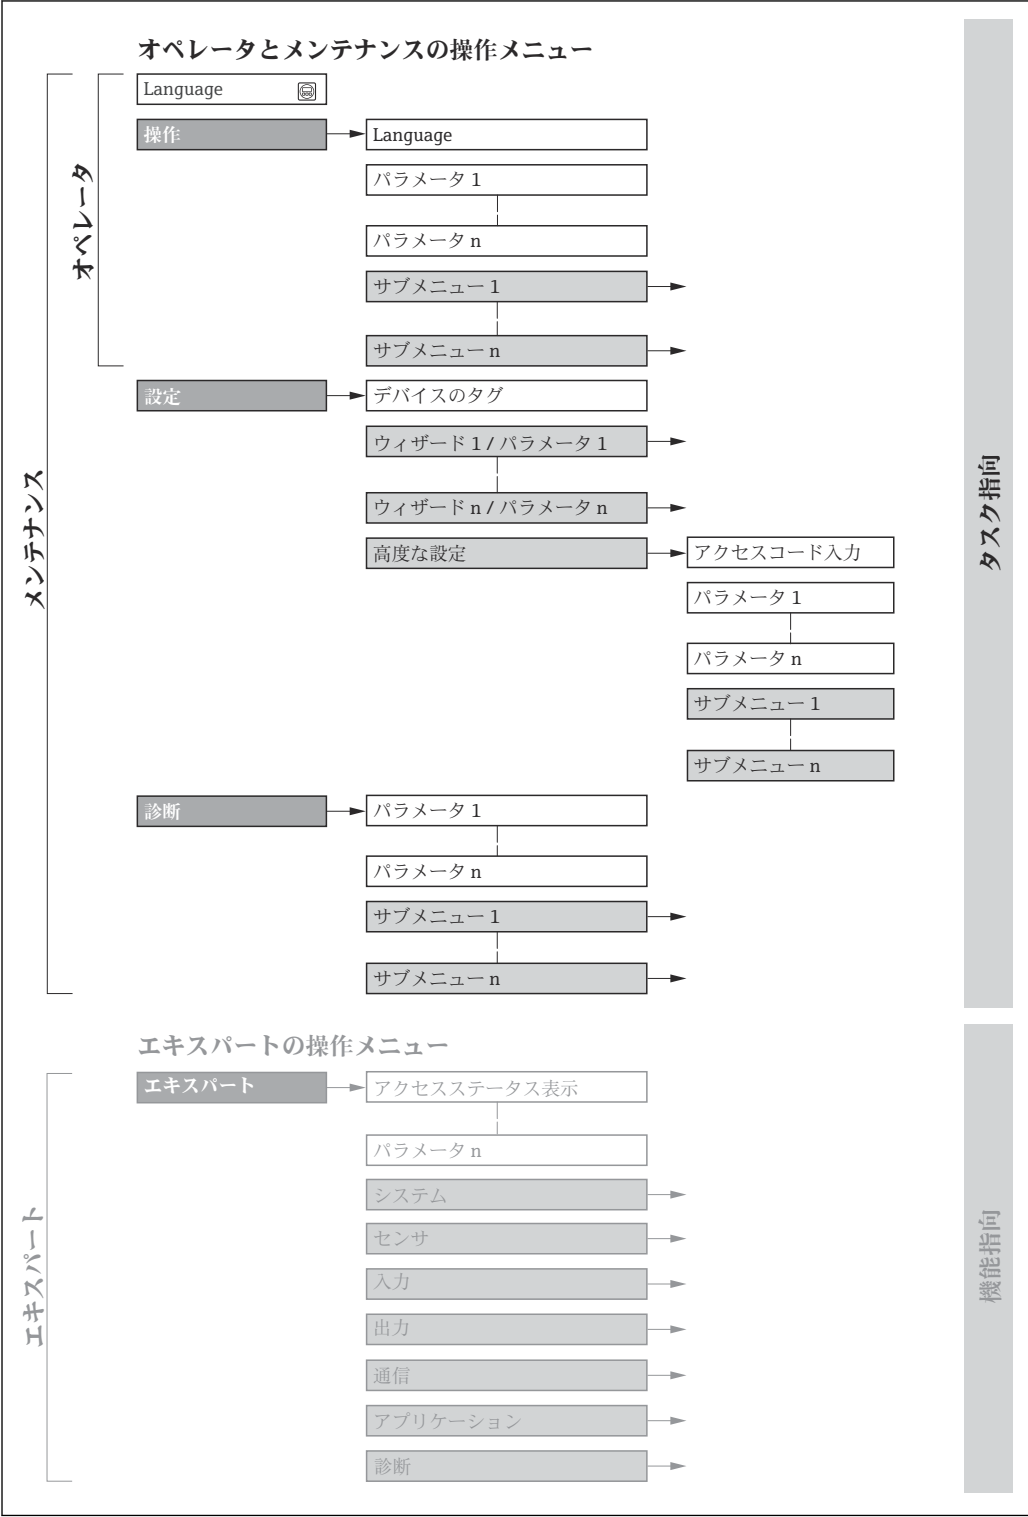 オペレータとメンテナンスの操作メニュー
Language
操作
Language
パラメータ 1
パラメータ n
サブメニュー 1
サブメニュー n
オペレータ
設定
デバイスのタグ
ウィザード 1 / パラメータ 1
ウィザード n / パラメータ n
高度な設定
アクセスコード入力
パラメータ 1
パラメータ n
サブメニュー 1
サブメニュー n
メンテナンス
タスク指向
診断
パラメータ 1
パラメータ n
サブメニュー 1
サブメニュー n
エキスパートの操作メニュー
エキスパート
アクセスステータス表示
パラメータ n
システム
センサ
入力
出力
通信
アプリケーション
診断
エキスパート
機能指向